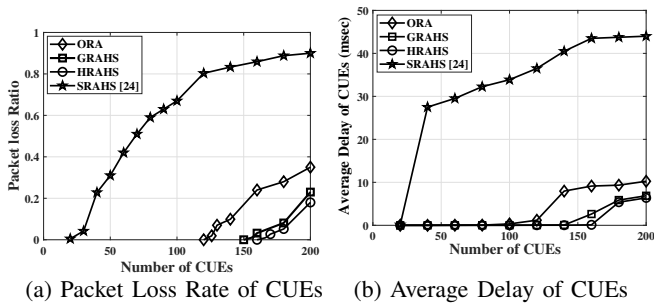 (a)
1
0.8
0.6
0.4
0.2
0
Packet loss Ratio
ORA
GRAHS
HRAHS
SRAHS [24]
0 50 100 150 200
Number of CUEs
(a) Packet Loss Rate of CUEs
(b)
50
40
30
20
10
0
Average Delay of CUEs (msec)
ORA
GRAHS
HRAHS
SRAHS [24]
0 50 100 150 200
Number of CUEs
(b) Average Delay of CUEs